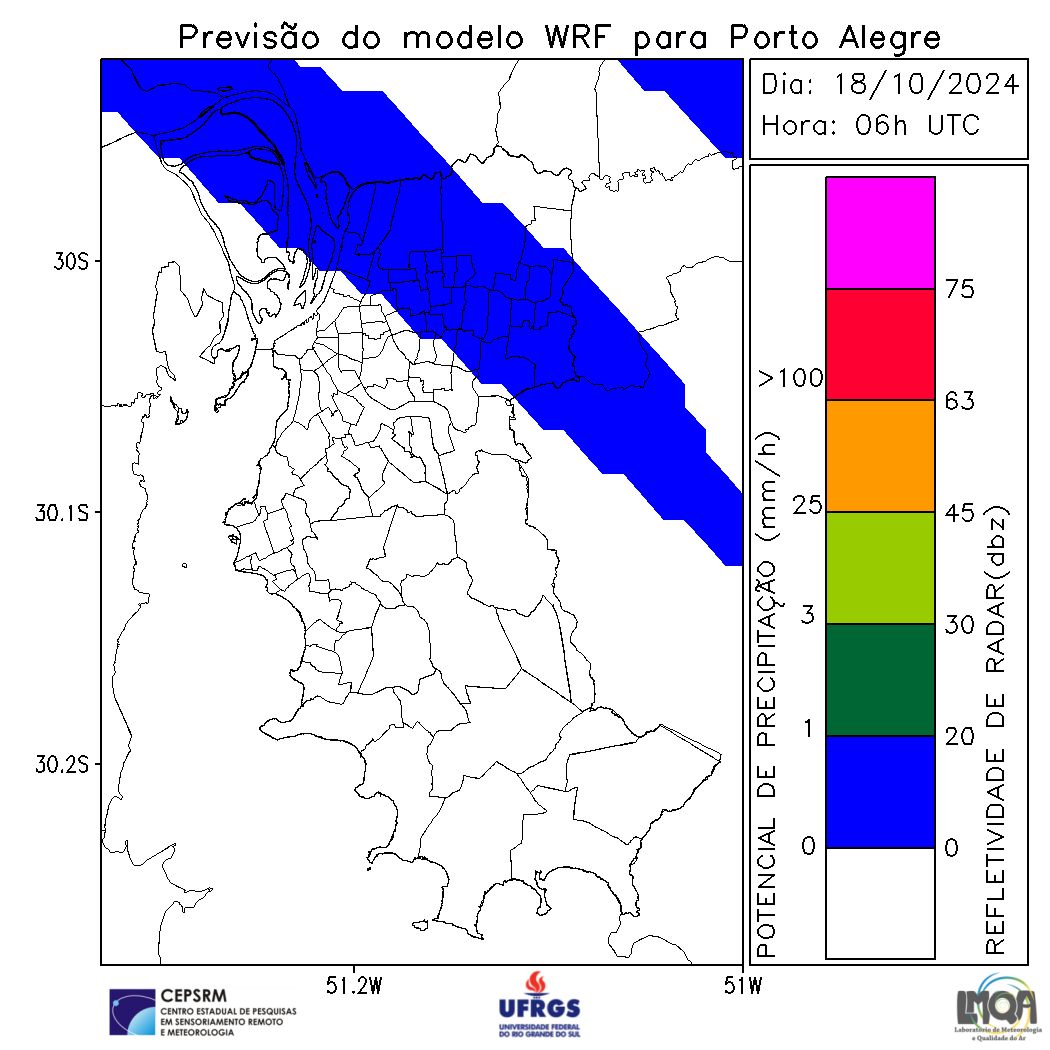 Previsão do modelo WRF para Porto Alegre
Dia: 18/10/2024
Hora: 06h UTC
30S
30.1S
30.2S
51.2W
51W
POTENCIAL DE PRECIPITAÇÃO (mm/h)
>100
25
3
1
0
75
63
45
30
20
0
REFLETIVIDADE DE RADAR(dbz)
CEPSRM
CENTRO ESTADUAL DE PESQUISAS
EM SENSORIAMENTO REMOTO
E METEOROLOGIA
UFRGS
UNIVERSIDADE FEDERAL
DO RIO GRANDE DO SUL
LMQA
Laboratório de Meteorologia
e Qualidade do Ar